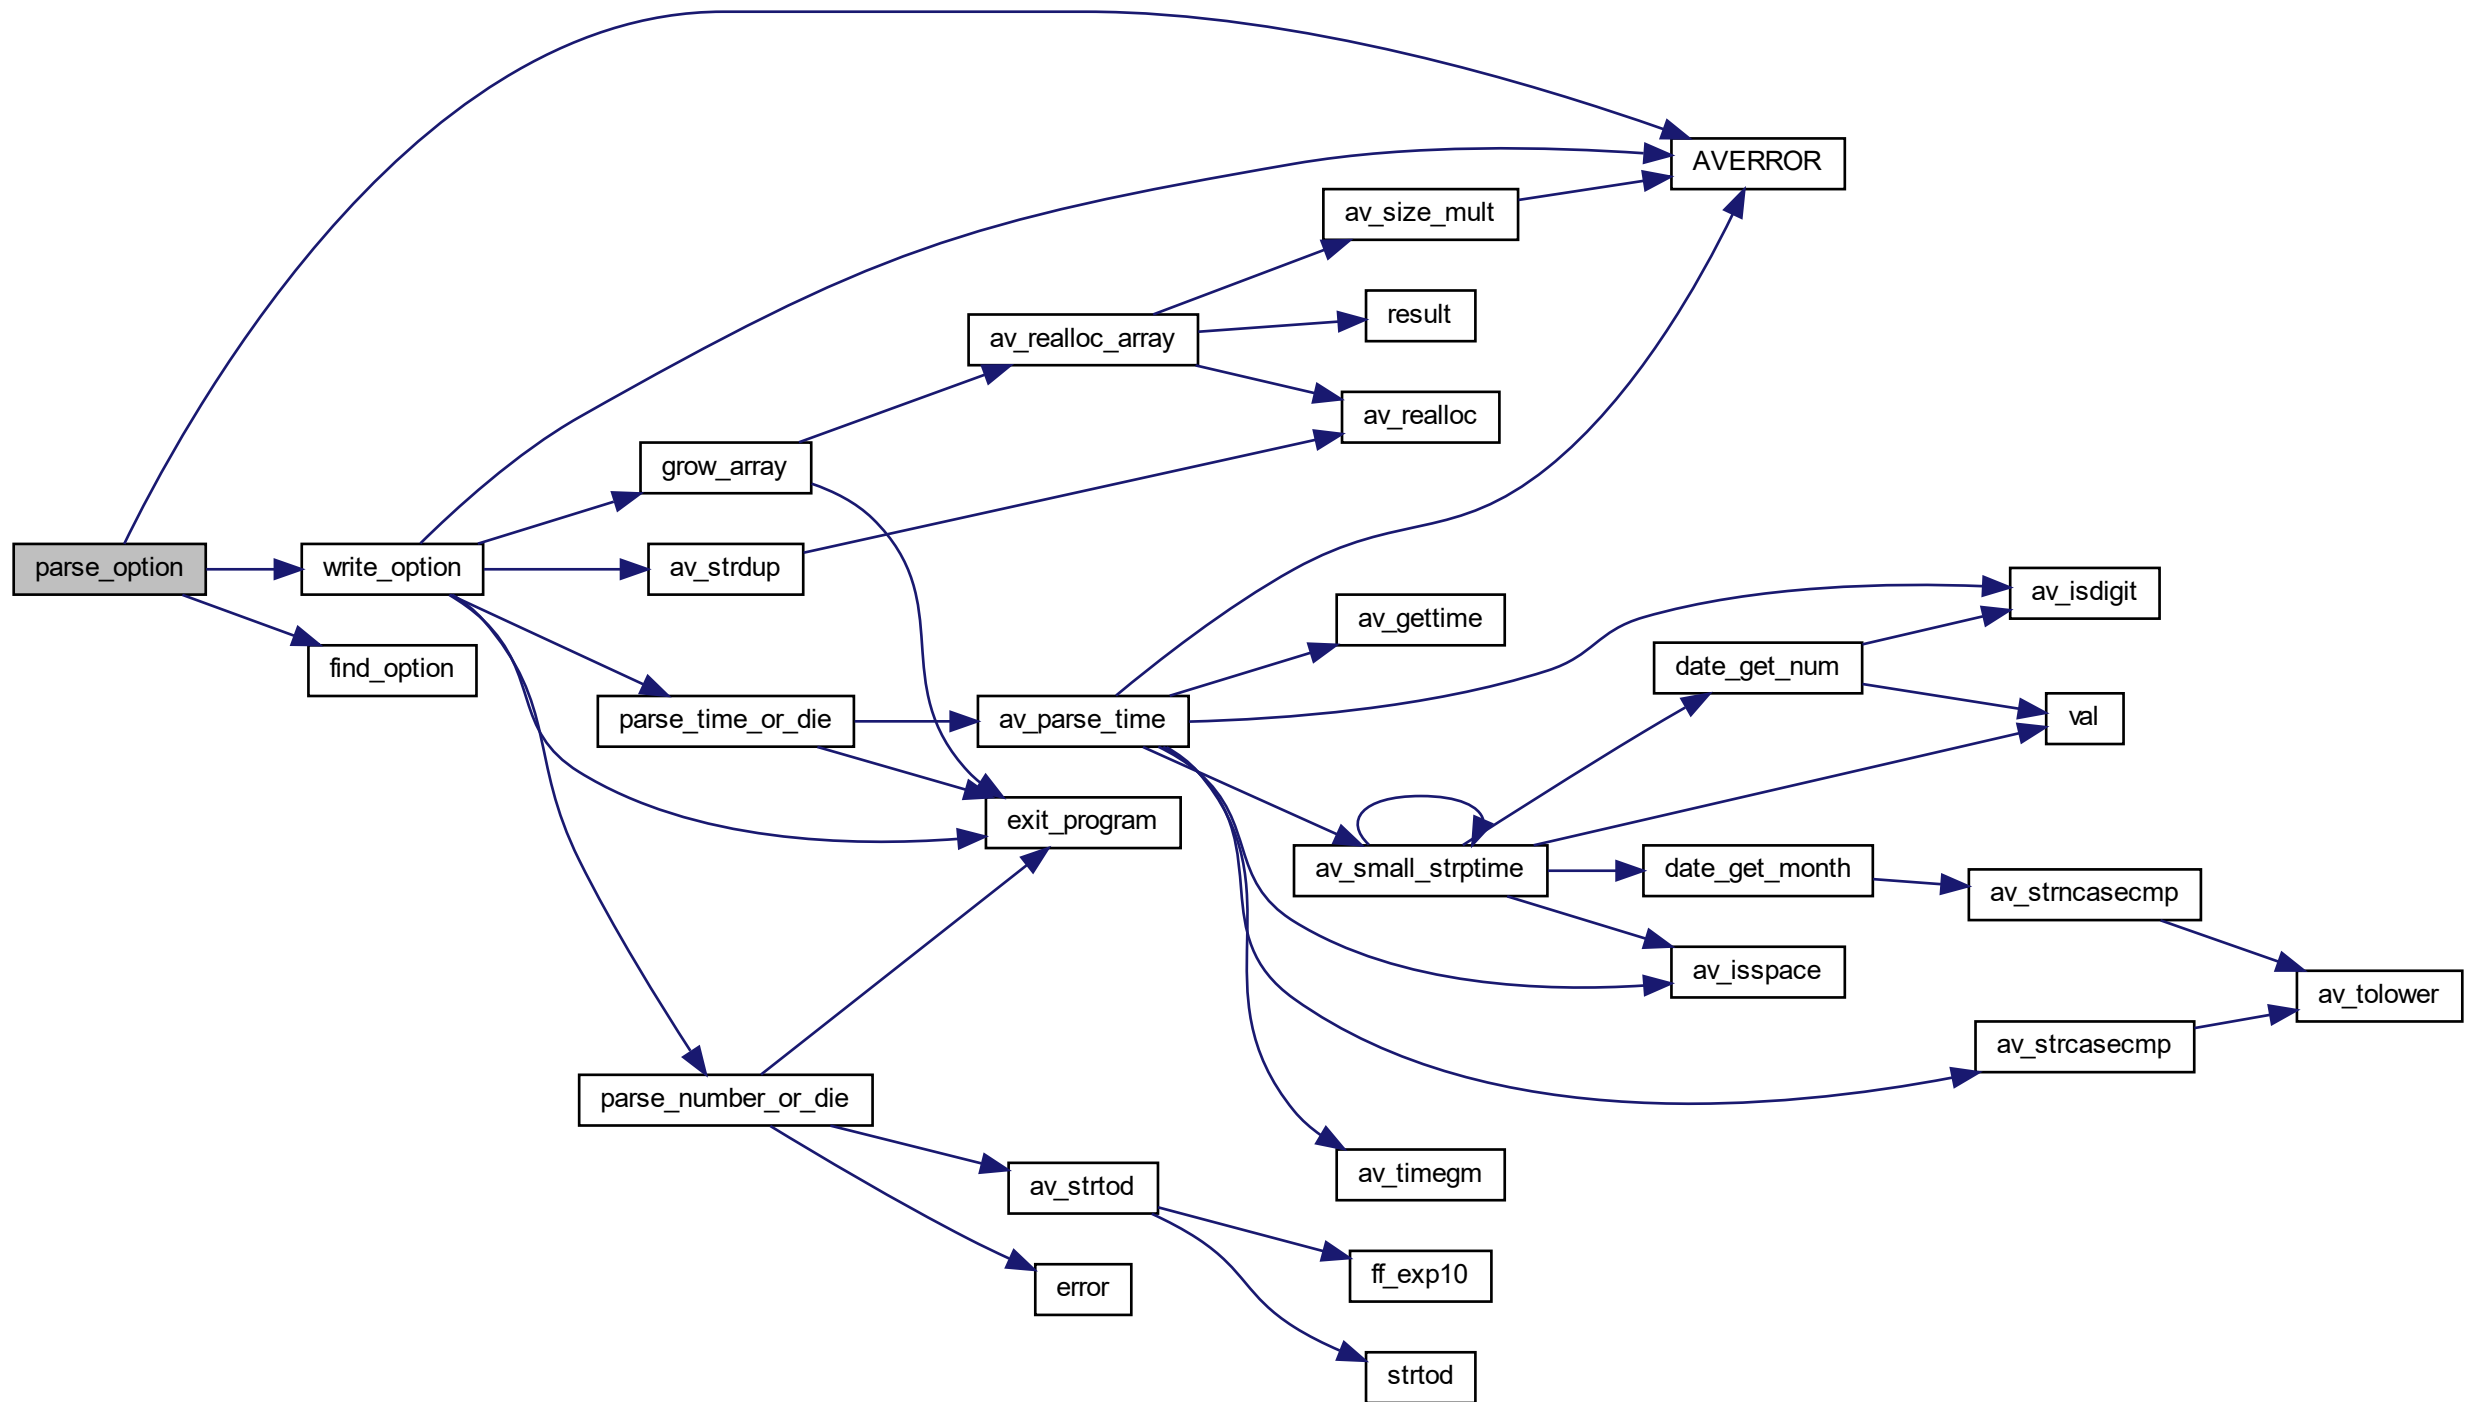 parse_option
write_option
find_option
grow_array
av_strdup
parse_time_or_die
parse_number_or_die
av_realloc_array
av_parse_time
exit_program
av_strtod
error
av_size_mult
result
av_realloc
av_gettime
av_small_strptime
av_timegm
ff_exp10
strtod
AVERROR
date_get_num
date_get_month
av_isspace
av_isdigit
val
av_strncasecmp
av_strcasecmp
av_tolower